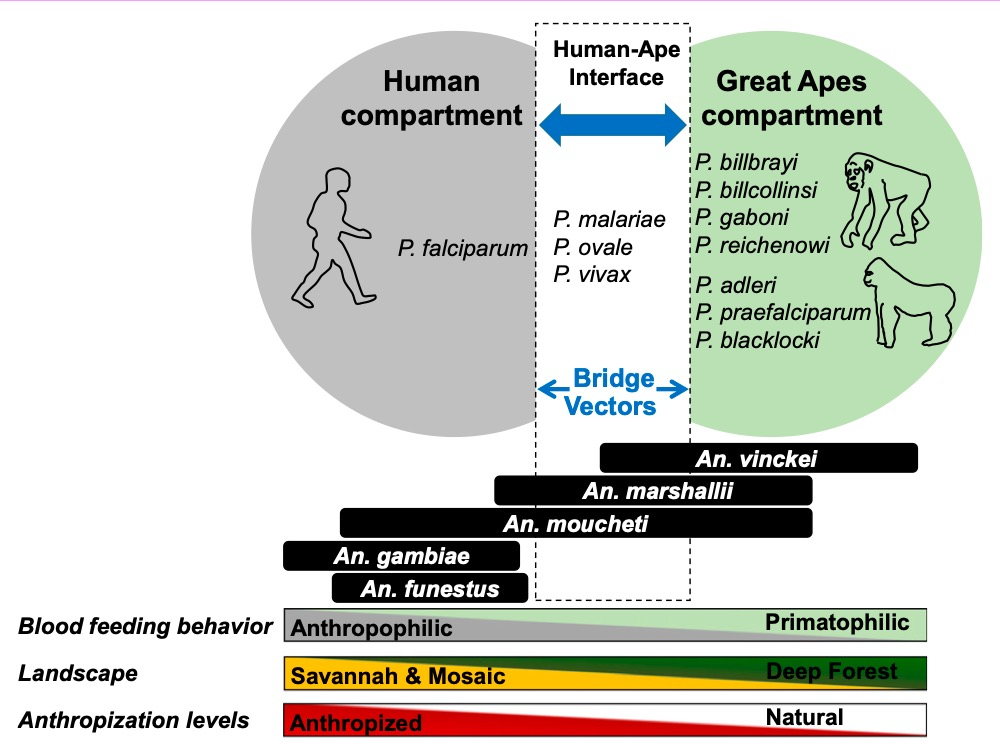 Human
compartment
Human-Ape
Interface
Great Apes
compartment
P. falciparum
P. malariae
P. ovale
P. vivax
P. billbrayi
P. billcollinsi
P. gaboni
P. reichenowi
P. adleri
P. praefalciparum
P. blacklocki
Bridge
Vectors
An. vinckei
An. marshallii
An. moucheti
An. gambiae
An. funestus
Blood feeding behavior Anthropophilic Primatophilic
Landscape Savannah & Mosaic Deep Forest
Anthropization levels Anthropized Natural